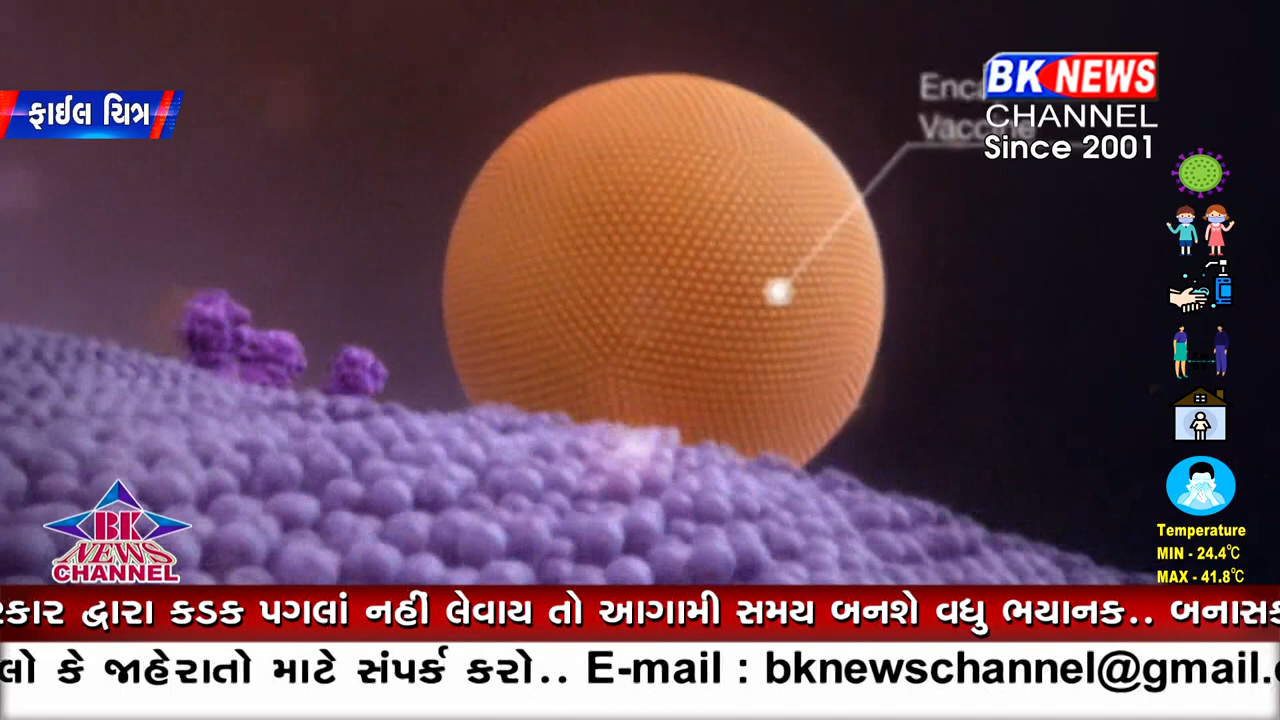 ફાઈલ ચિત્ર
BK NEWS
CHANNEL
Since 2001
Vaccine
BK
NEWS
CHANNEL
Temperature
MIN - 24.4℃
MAX - 41.8℃
દ્વારા કડક પગલાં નહીં લેવાય તો આગામી સમય બનશે વધુ ભયાનક..
કે જાહેરાતો માટે સંપર્ક કરો.. E-mail : bknewschannel@gmail.